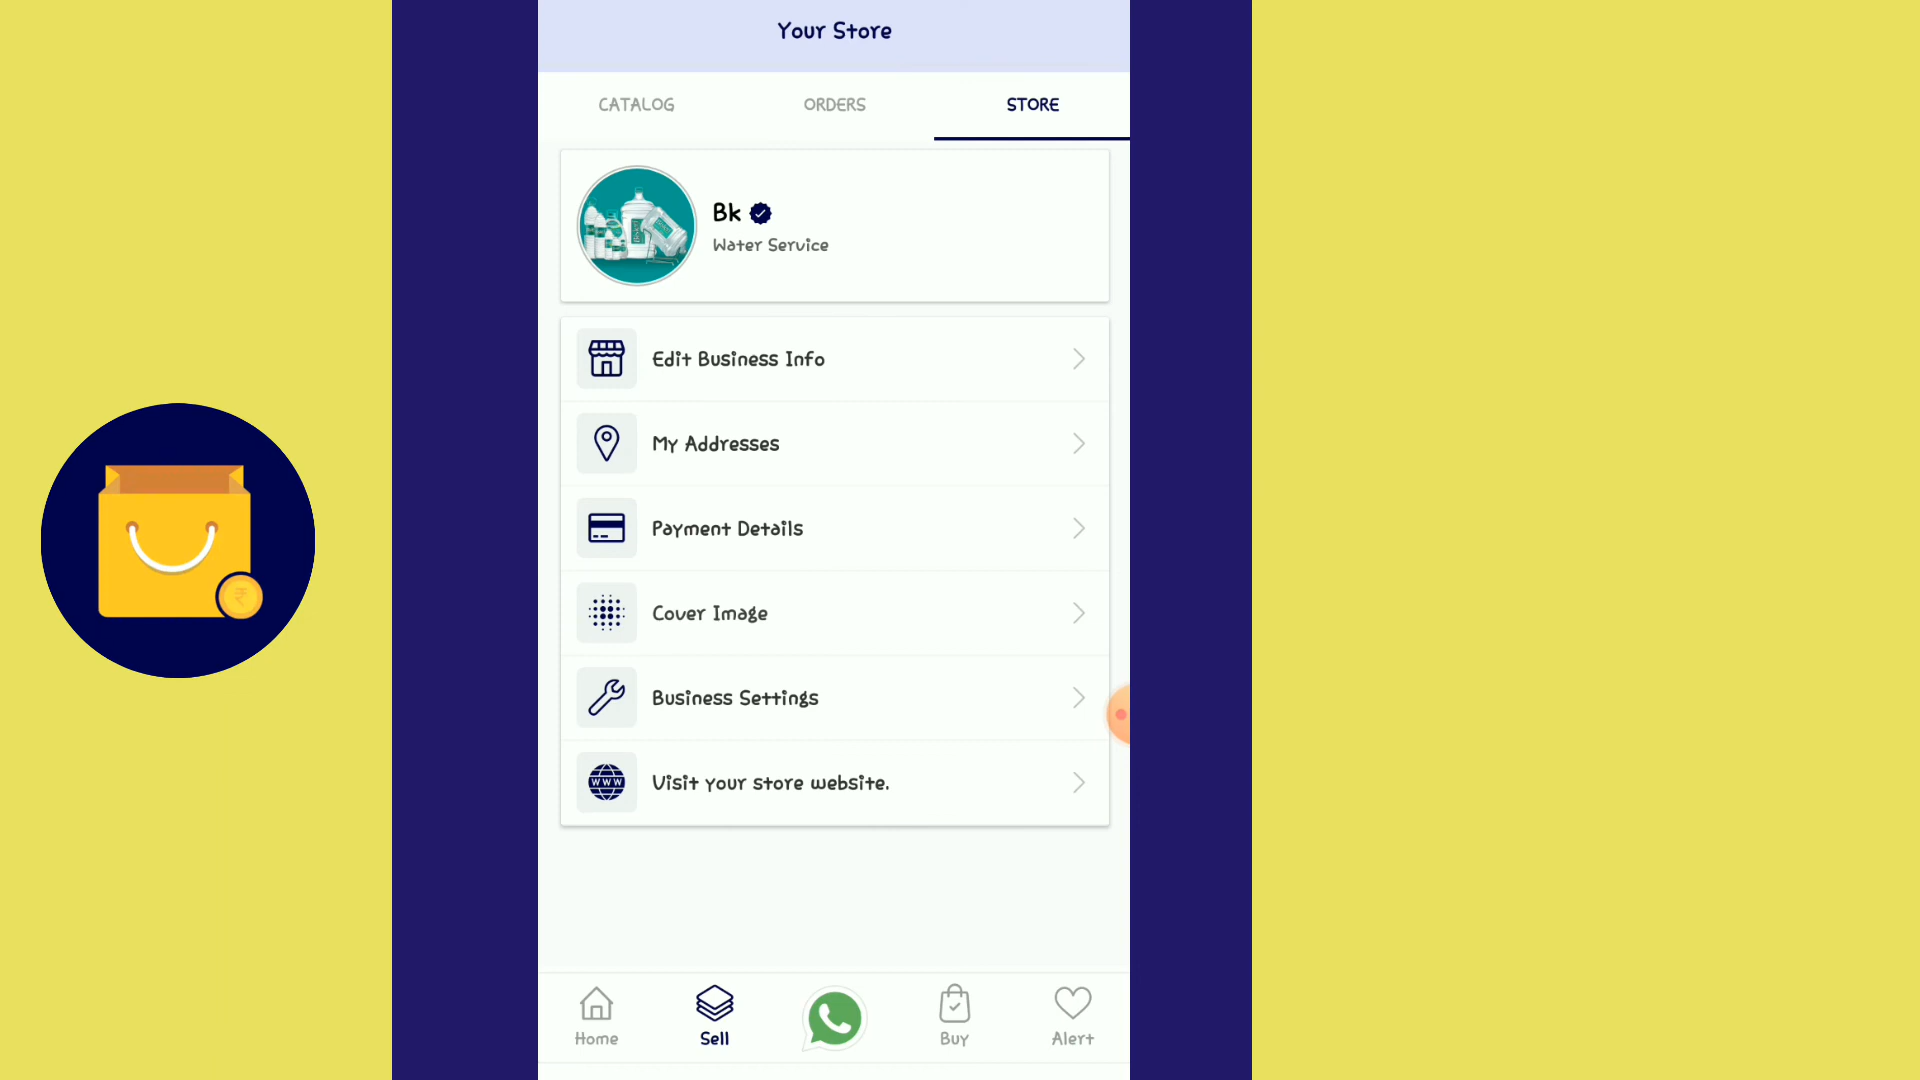 Your Store
CATALOG
ORDERS
STORE
Bk
Water Service
Edit Business Info
My Addresses
Payment Details
Cover Image
Business Settings
WWW
Visit your store website.
Home
Sell
Buy
Alert
₹